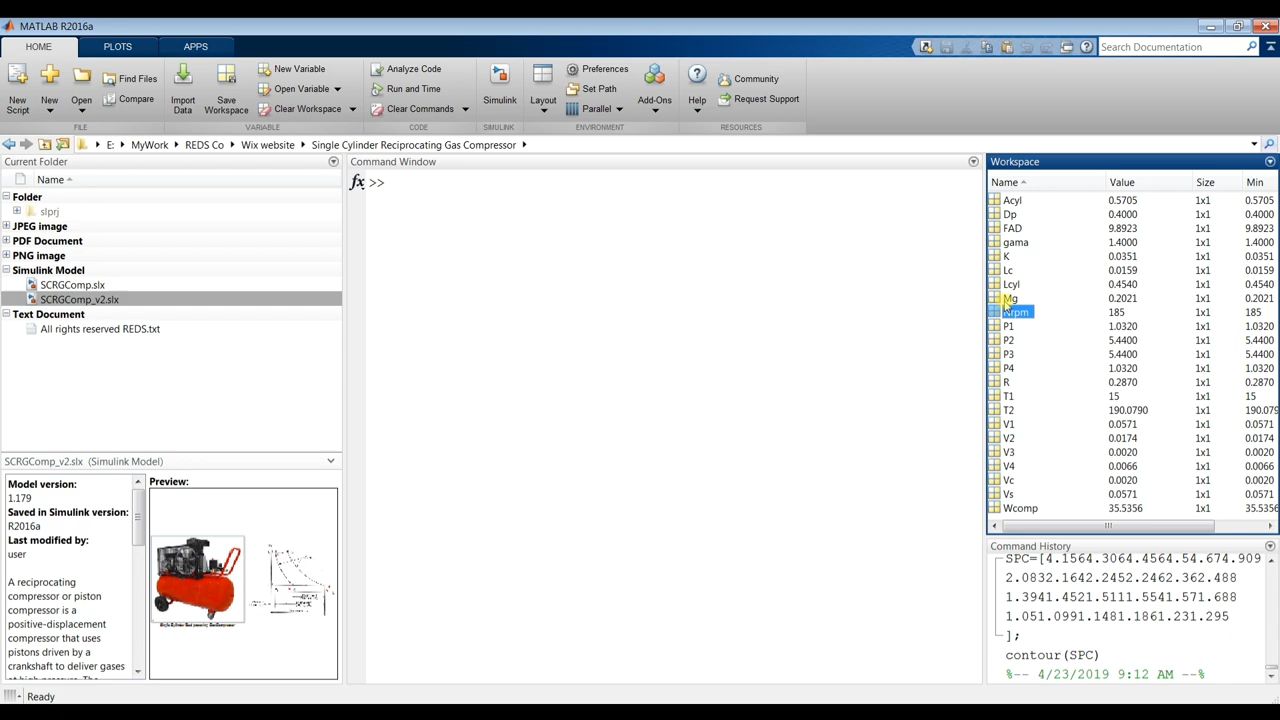 MATLAB R2016a
HOME
PLOTS
APPS
Search Documentation
New Script
New
Open
Find Files
Compare
Import Data
Save Workspace
New Variable
Open Variable
Clear Workspace
Analyze Code
Run and Time
Clear Commands
Simulink
Layout
Preferences
Set Path
Parallel
Add-Ons
Help
Community
Request Support
FILE
VARIABLE
CODE
SIMULINK
ENVIRONMENT
RESOURCES
E: MyWork REDS Co Wix website Single Cylinder Reciprocating Gas Compressor
Current Folder
Name
Folder
slprj
JPEG image
PDF Document
PNG image
Simulink Model
SCRGComp.slx
SCRGComp_v2.slx
Text Document
All rights reserved REDS.txt
SCRGComp_v2.slx (Simulink Model)
Model version:
1.179
Saved in Simulink version:
R2016a
Last modified by:
user
A reciprocating
compressor or piston
compressor is a
positive-displacement
compressor that uses
pistons driven by a
crankshaft to deliver gases
Preview:
Command Window
fx >>
Workspace
Name Value Size Min
Acyl 0.5705 1x1 0.5705
Dp 0.4000 1x1 0.4000
FAD 9.8923 1x1 9.8923
gama 1.4000 1x1 1.4000
K 0.0351 1x1 0.0351
Lc 0.0159 1x1 0.0159
Lcyl 0.4540 1x1 0.4540
Mg 0.2021 1x1 0.2021
Nrpm 185 1x1 185
P1 1.0320 1x1 1.0320
P2 5.4400 1x1 5.4400
P3 5.4400 1x1 5.4400
P4 1.0320 1x1 1.0320
R 0.2870 1x1 0.2870
T1 15 1x1 15
T2 190.0790 1x1 190.079
V1 0.0571 1x1 0.0571
V2 0.0174 1x1 0.0174
V3 0.0020 1x1 0.0020
V4 0.0066 1x1 0.0066
Vc 0.0020 1x1 0.0020
Vs 0.0571 1x1 0.0571
Wcomp 35.5356 1x1 35.5356
Command History
SPC=[4.1564.3064.4564.54.674.909
2.0832.1642.2452.2462.362.488
1.3941.4521.5111.5541.571.688
1.051.0991.1481.1861.231.295
];
contour(SPC)
%-- 4/23/2019 9:12 AM --%
Ready